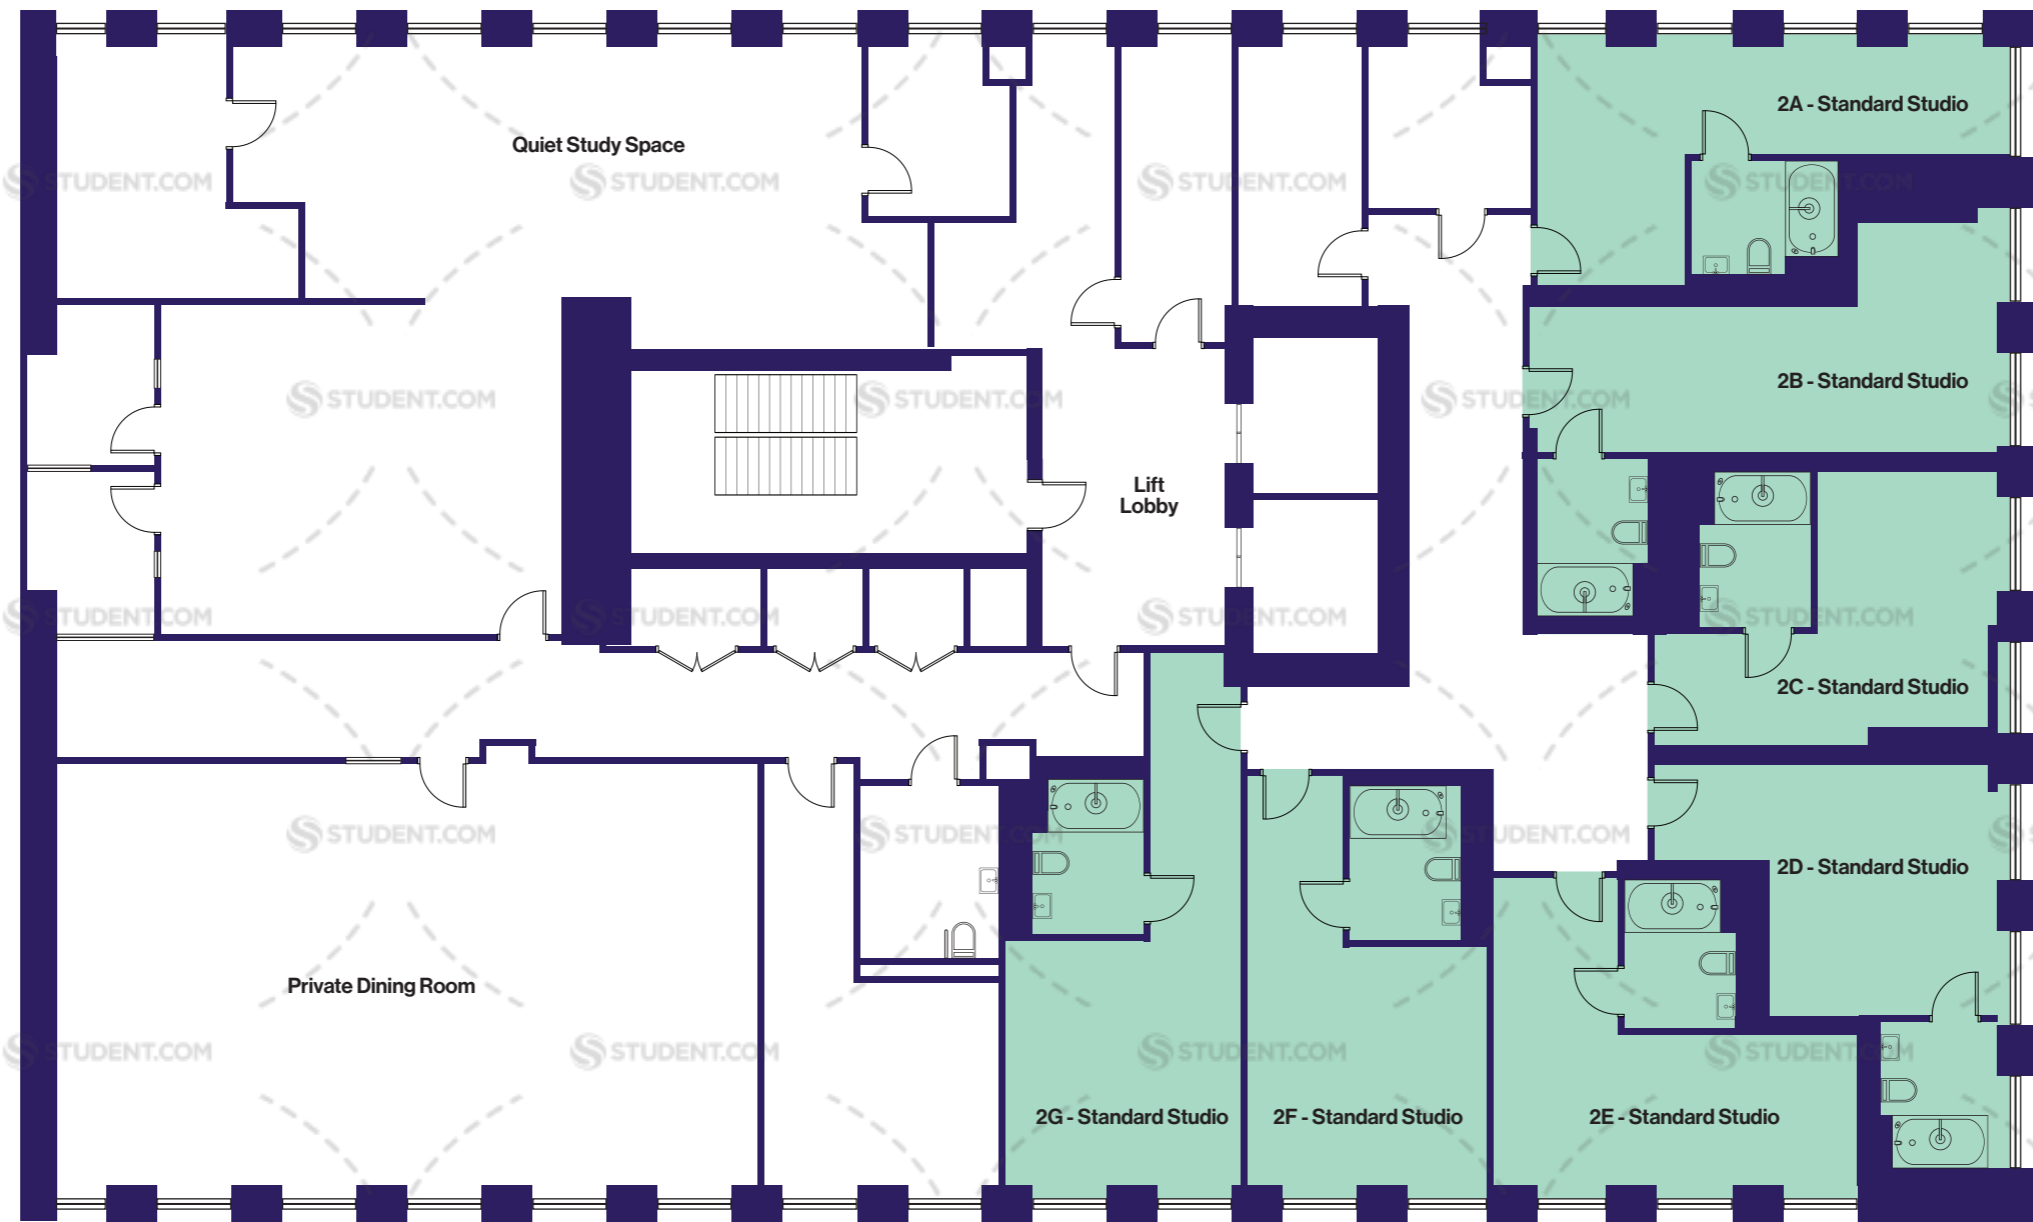 2A - Standard Studio
Quiet Study Space
STUDENT.COM
STUDENT.COM
STUDENT.COM
STUDENT.COM
2B - Standard Studio
STUDENT.COM
STUDENT.COM
STUDENT.COM
Lift
Lobby
STUDENT.COM
STUDENT.COM
STUDENT.COM
STUDENT.COM
2C - Standard Studio
STUDENT.COM
STUDENT.COM
STUDENT.COM
2D - Standard Studio
Private Dining Room
STUDENT.COM
STUDENT.COM
STUDENT.COM
STUDENT.COM
2G - Standard Studio
2F - Standard Studio
2E - Standard Studio